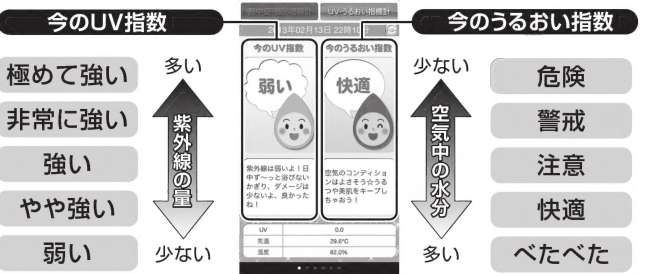 今のUV指数
極めて強い
非常に強い
強い
やや強い
弱い
多い
紫外線の量
少ない
UV・うるおい指標計
2013年02月13日 22時10分
今のUV指数
弱い
紫外線は弱いよ！日
中ず〜っと浴びない
かぎり、ダメージは
少ないよ、良かった
ね！
今のうるおい指数
快適
空気のコンディショ
ンはよさそう☆うる
つや美肌をキープし
ちゃおう！
UV 0.0
気温 29.6°C
湿度 62.0%
今のうるおい指数
少ない
空気中の水分
多い
危険
警戒
注意
快適
べたべた